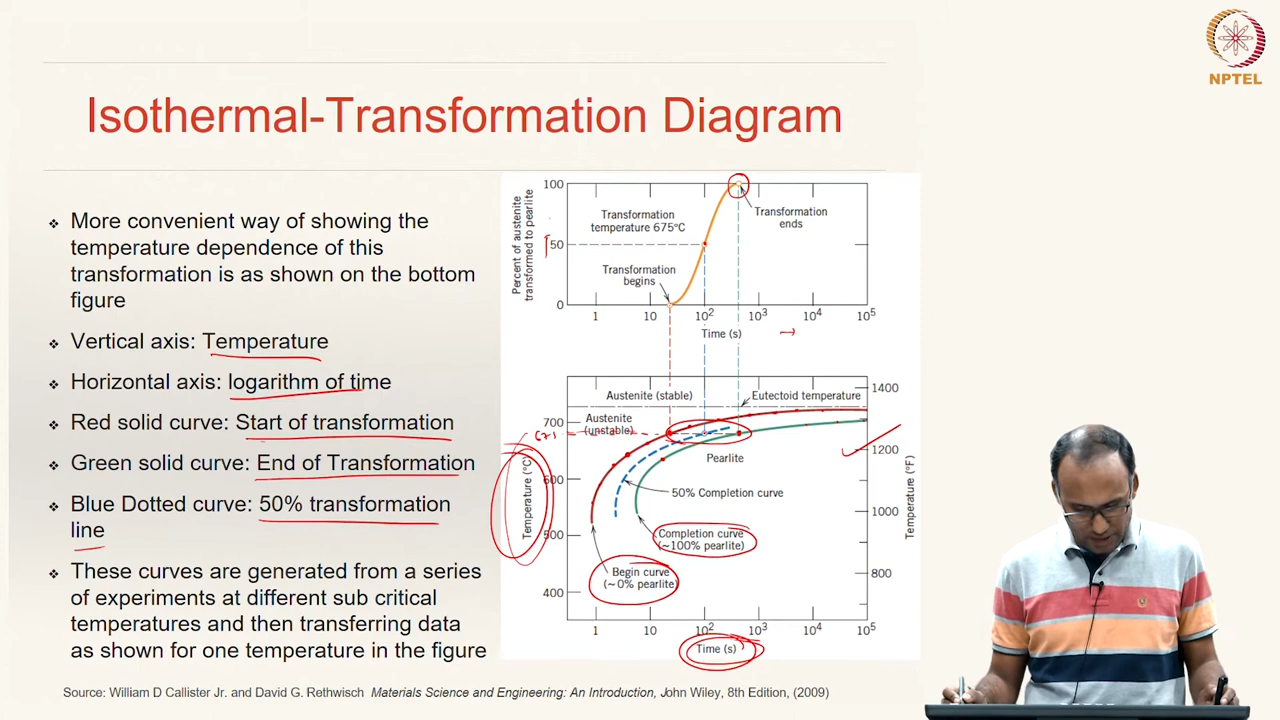 NPTEL
Isothermal-Transformation Diagram
❖ More convenient way of showing the
temperature dependence of this
transformation is as shown on the bottom
figure
❖ Vertical axis: Temperature
❖ Horizontal axis: logarithm of time
❖ Red solid curve: Start of transformation
❖ Green solid curve: End of Transformation
❖ Blue Dotted curve: 50% transformation
line
❖ These curves are generated from a series
of experiments at different sub critical
temperatures and then transferring data
as shown for one temperature in the figure
Percent of austenite
transformed to pearlite
100
50
0
Transformation
temperature 675°C
Transformation
ends
Transformation
begins
1 10 10² 10³ 10⁴ 10⁵
Time (s)
Austenite (stable)
Eutectoid temperature
Austenite
(unstable)
Pearlite
50% Completion curve
Completion curve
(~100% pearlite)
Begin curve
(~0% pearlite)
Temperature (°C)
700
675
600
500
400
1400
1200
1000
800
Temperature (°F)
1 10 10² 10³ 10⁴ 10⁵
Time (s)
Source: William D Callister Jr. and David G. Rethwisch Materials Science and Engineering: An Introduction, John Wiley, 8th Edition, (2009)